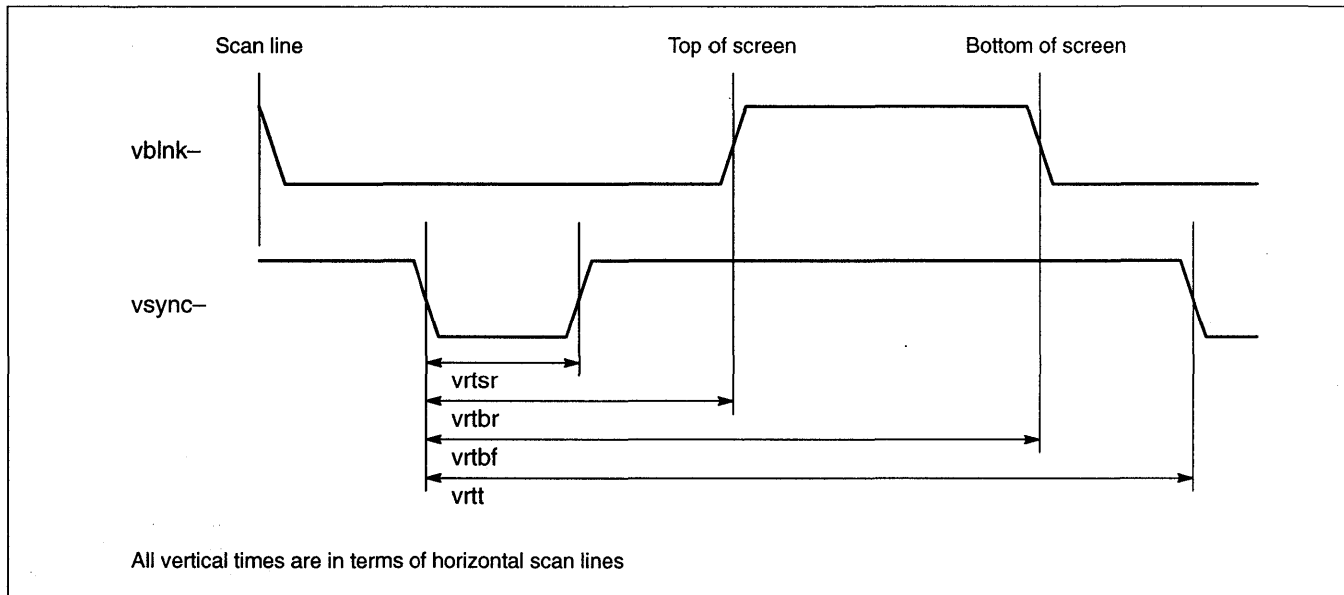 Scan line
Top of screen
Bottom of screen
vblnk–
vsync–
vrtsr
vrtbr
vrtbf
vrtt
All vertical times are in terms of horizontal scan lines